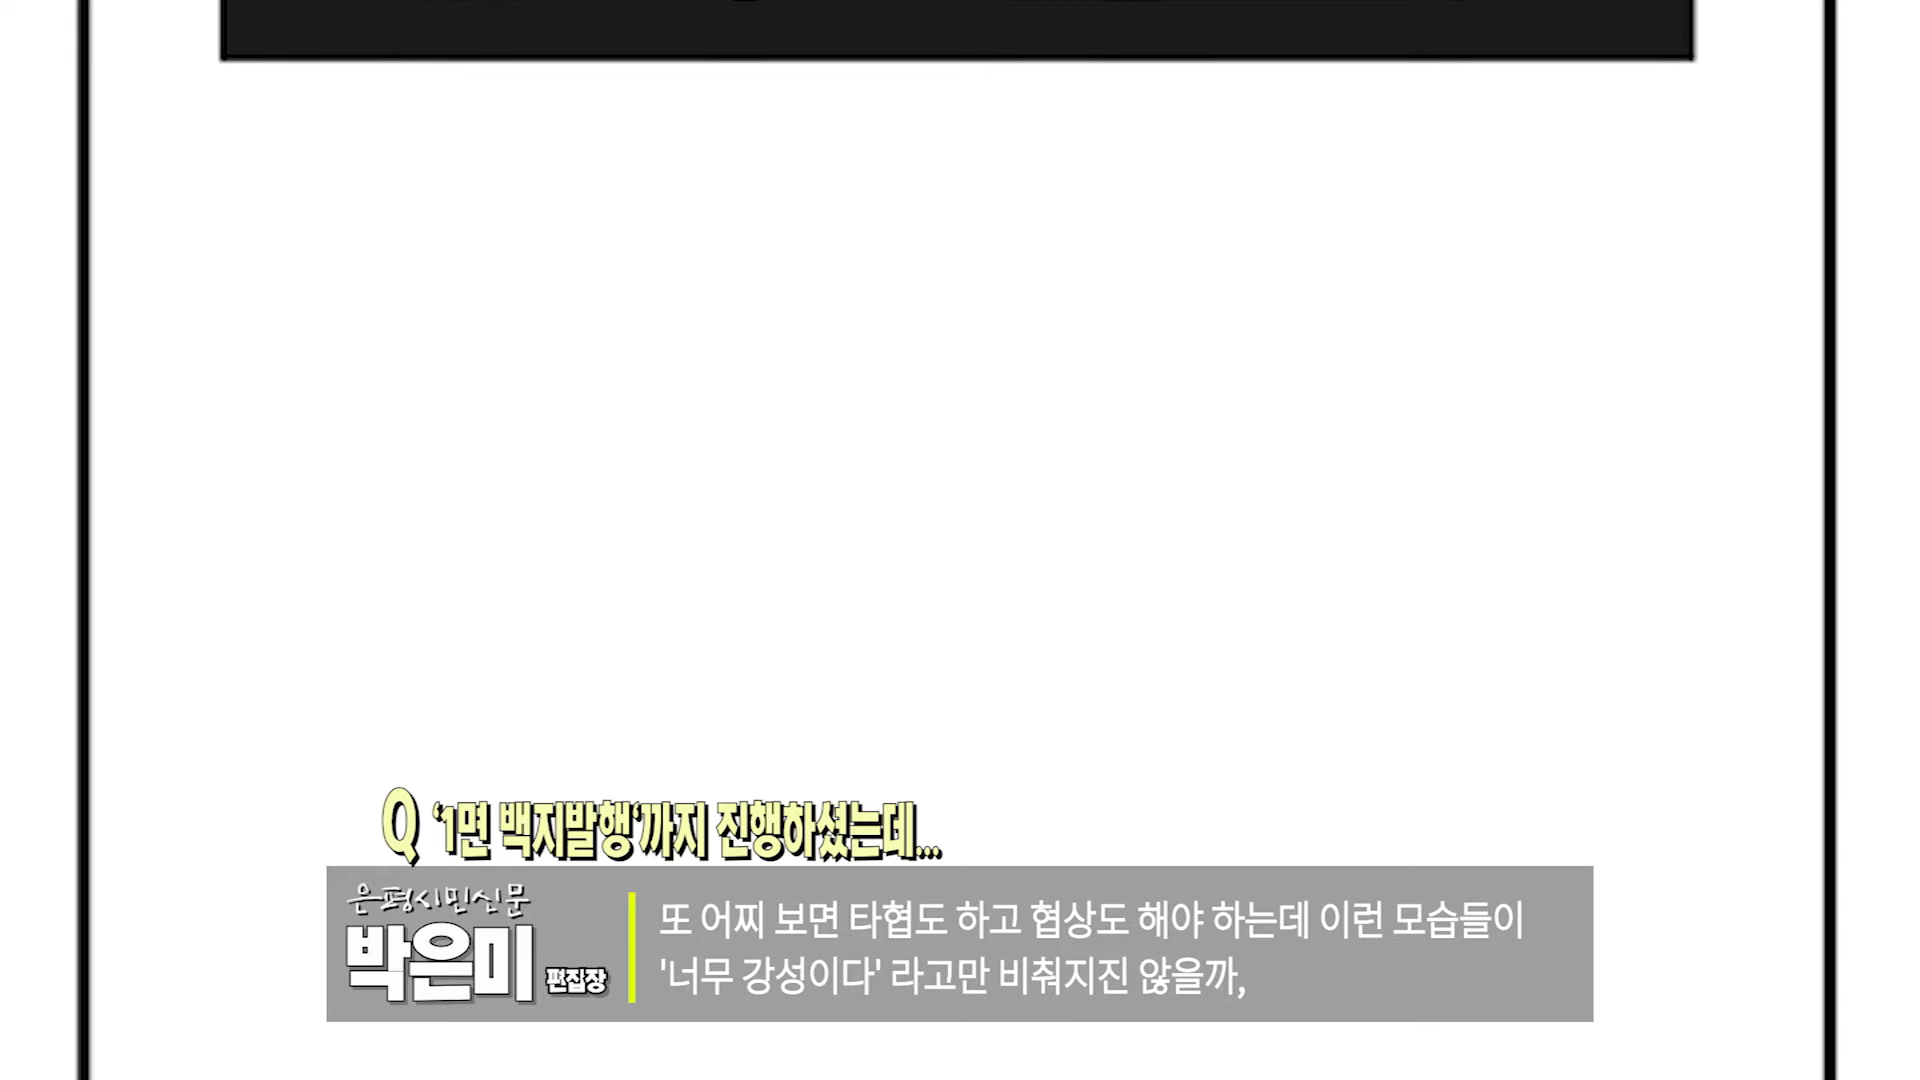 Q '1면 백지발행'까지 진행하셨는데...
은평시민신문
박은미 편집장
또 어찌 보면 타협도 하고 협상도 해야 하는데 이런 모습들이
'너무 강성이다' 라고만 비춰지진 않을까,